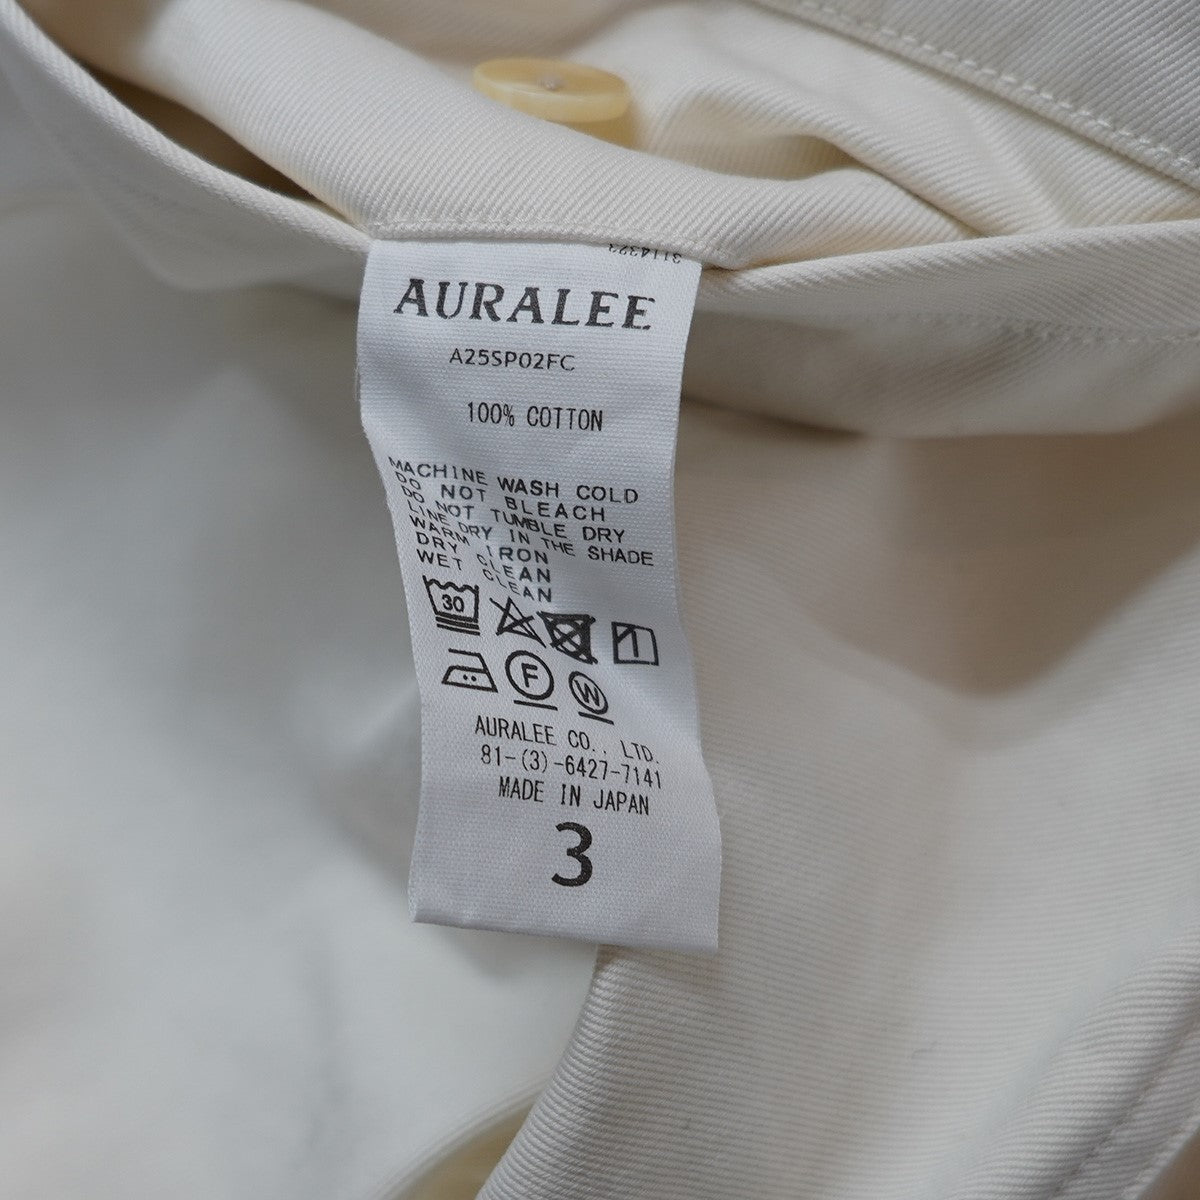 3114323
AURALEE
A25SP02FC
100% COTTON
MACHINE WASH COLD
DO NOT BLEACH
DO NOT TUMBLE DRY
LINE DRY IN THE SHADE
WARM IRON
DRY CLEAN
WET CLEAN
30
F
W
AURALEE CO., LTD.
81-(3)-6427-7141
MADE IN JAPAN
3